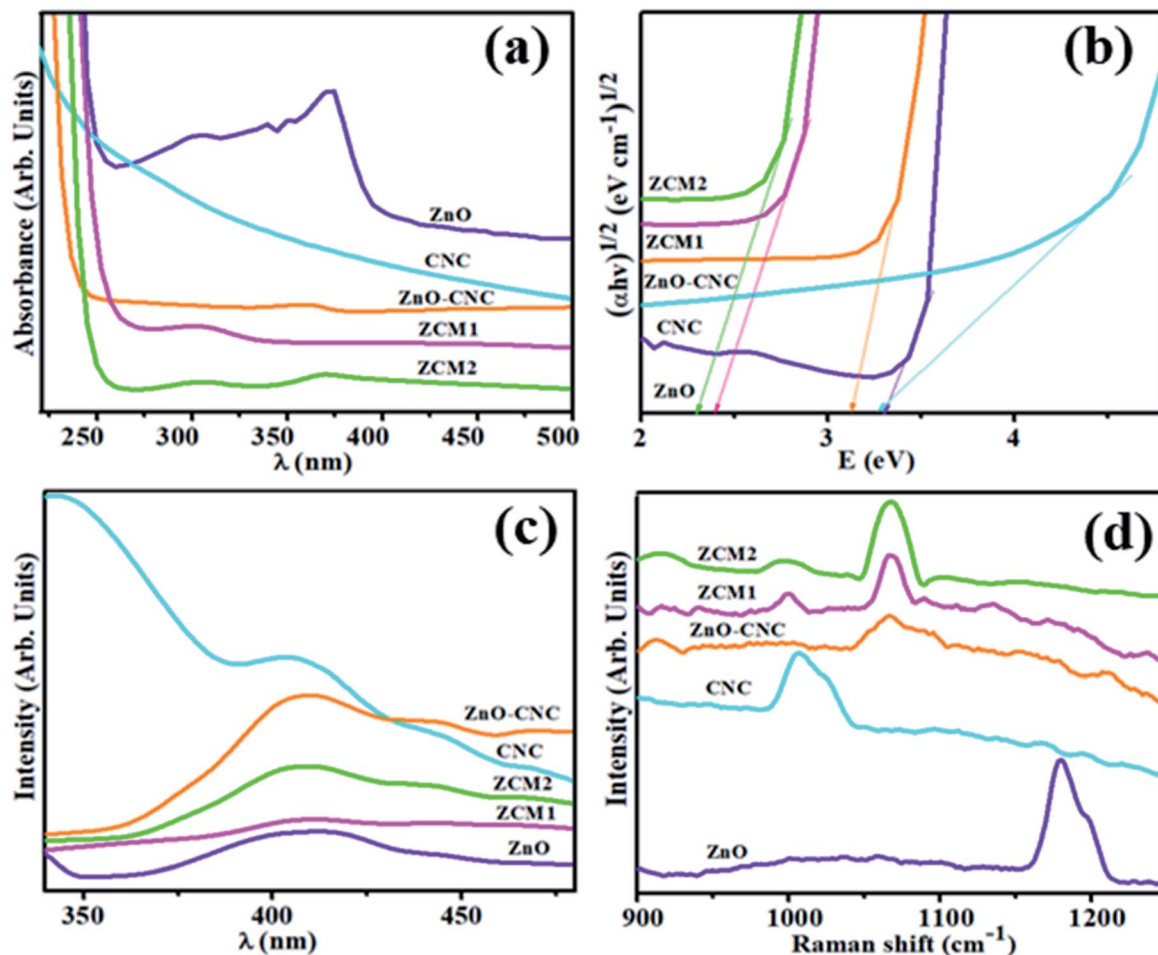 (a)
Absorbance (Arb. Units)
ZnO
CNC
ZnO-CNC
ZCM1
ZCM2
250 300 350 400 450 500
λ (nm)
(b)
(αhν)1/2 (eV cm-1)1/2
ZCM2
ZCM1
ZnO-CNC
CNC
ZnO
2 3 4
E (eV)
(c)
Intensity (Arb. Units)
ZnO-CNC
CNC
ZCM2
ZCM1
ZnO
350 400 450
λ (nm)
(d)
Intensity (Arb. Units)
ZCM2
ZCM1
ZnO-CNC
CNC
ZnO
900 1000 1100 1200
Raman shift (cm-1)